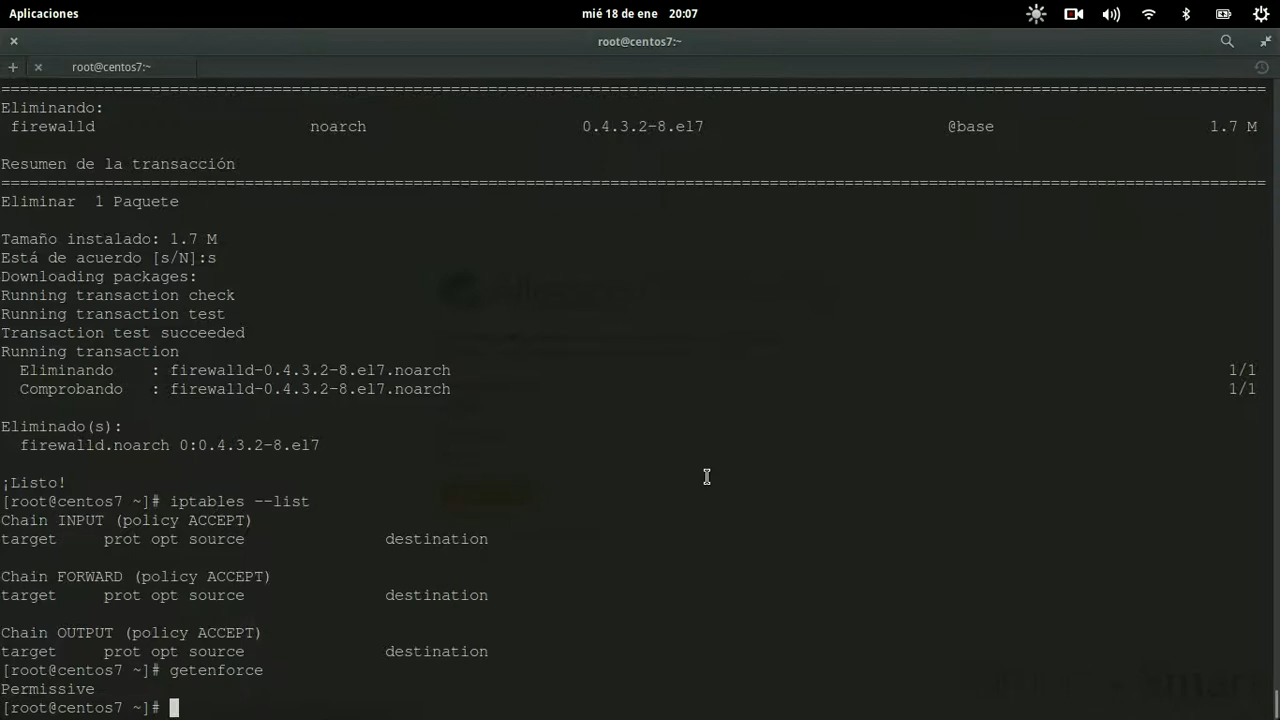 Aplicaciones
mié 18 de ene 20:07
root@centos7:~
root@centos7:~
================================================================================
Eliminando:
firewalld noarch 0.4.3.2-8.el7 @base 1.7 M
Resumen de la transacción
================================================================================
Eliminar 1 Paquete
Tamaño instalado: 1.7 M
Está de acuerdo [s/N]:s
Downloading packages:
Running transaction check
Running transaction test
Transaction test succeeded
Running transaction
Eliminando : firewalld-0.4.3.2-8.el7.noarch 1/1
Comprobando : firewalld-0.4.3.2-8.el7.noarch 1/1
Eliminado(s):
firewalld.noarch 0:0.4.3.2-8.el7
¡Listo!
[root@centos7 ~]# iptables --list
Chain INPUT (policy ACCEPT)
target prot opt source destination
Chain FORWARD (policy ACCEPT)
target prot opt source destination
Chain OUTPUT (policy ACCEPT)
target prot opt source destination
[root@centos7 ~]# getenforce
Permissive
[root@centos7 ~]#